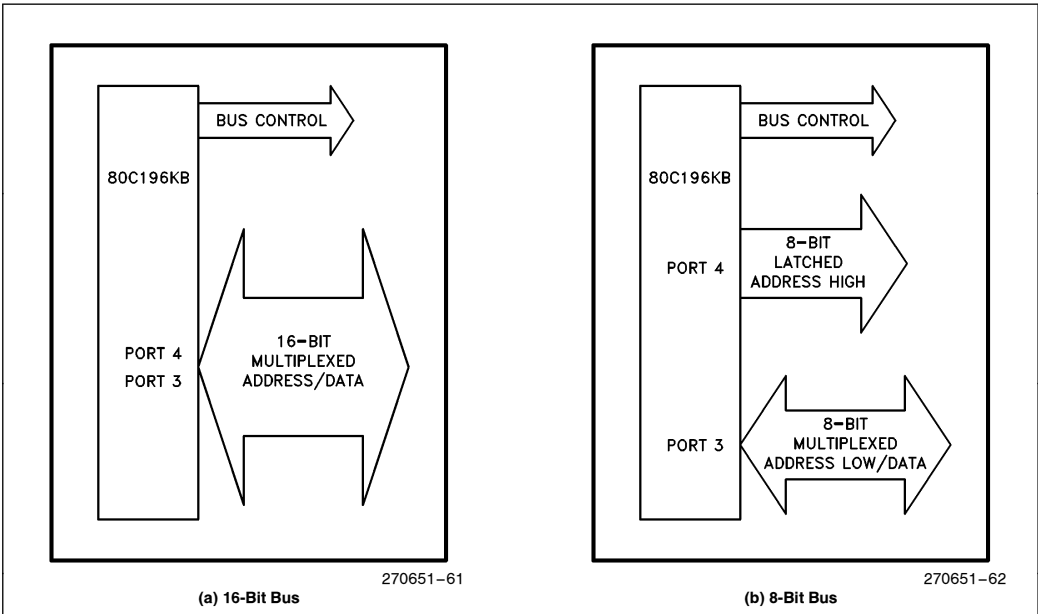 BUS CONTROL
80C196KB
PORT 4
PORT 3
16-BIT
MULTIPLEXED
ADDRESS/DATA
270651-61
(a) 16-Bit Bus
BUS CONTROL
80C196KB
PORT 4
8-BIT
LATCHED
ADDRESS HIGH
PORT 3
8-BIT
MULTIPLEXED
ADDRESS LOW/DATA
270651-62
(b) 8-Bit Bus